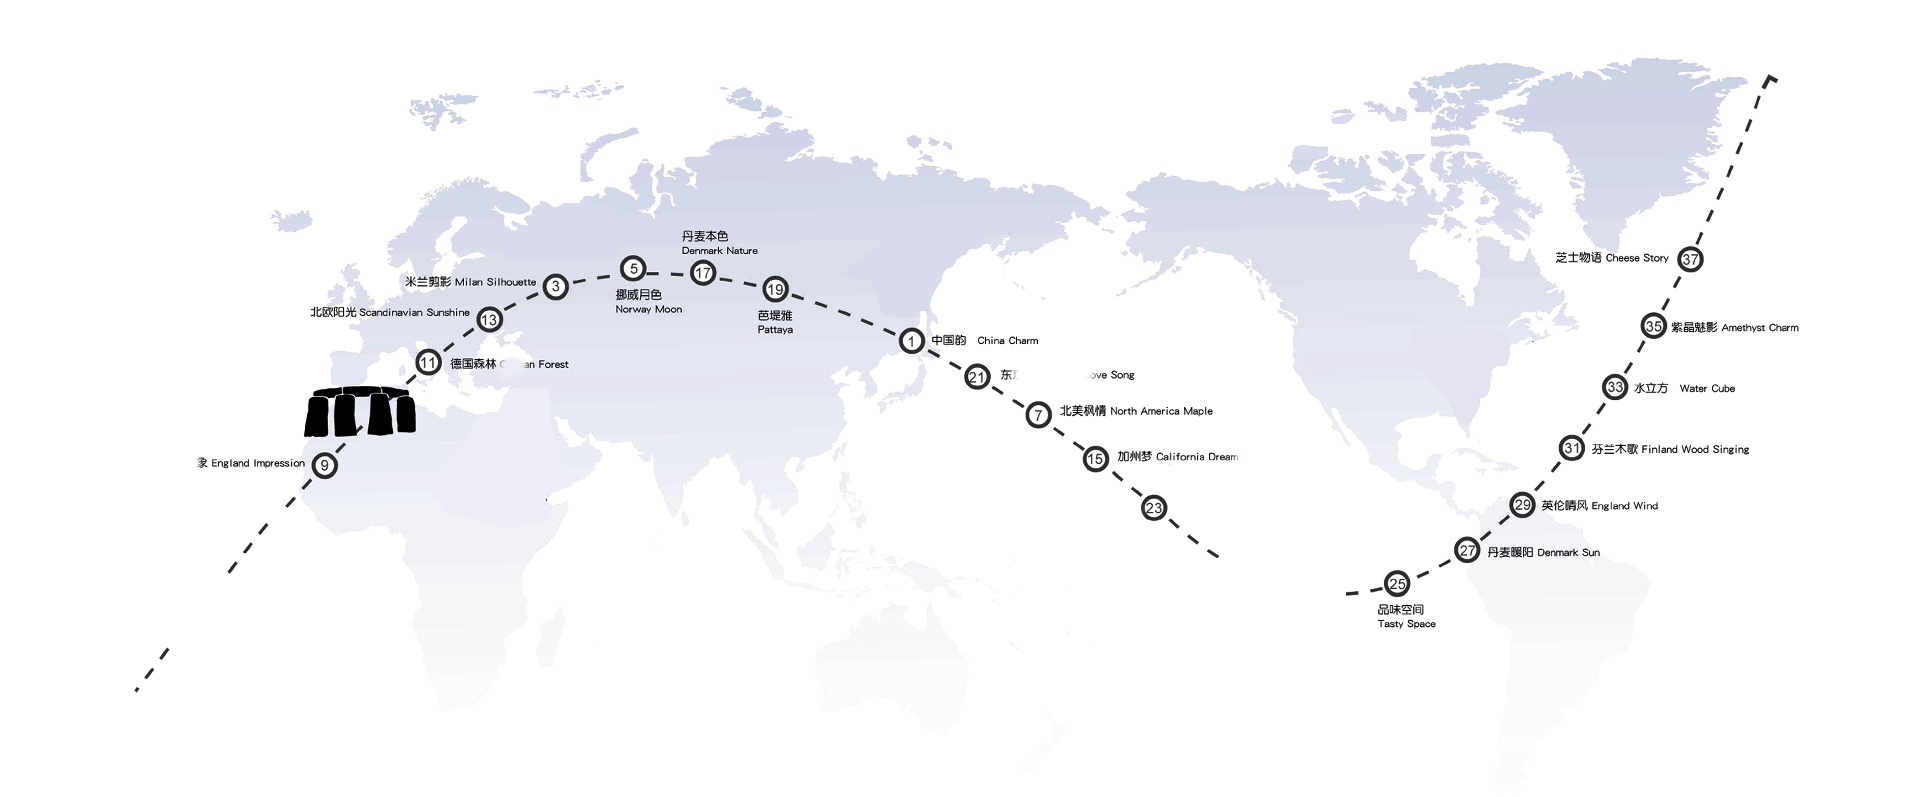 丹麦本色
Denmark Nature
17
芝士物语 Cheese Story
37
5
米兰剪影 Milan Silhouette
3
19
挪威月色
Norway Moon
北欧阳光 Scandinavian Sunshine
13
芭堤雅
Pattaya
35
紫晶魅影 Amethyst Charm
1
中国韵 China Charm
11
德国森林 Forest
21
Song
33
水立方 Water Cube
7
北美枫情 North America Maple
31
芬兰木歌 Finland Wood Singing
England Impression
9
15
加州梦 California Dream
23
29
英伦晴风 England Wind
27
丹麦暖阳 Denmark Sun
25
品味空间
Tasty Space